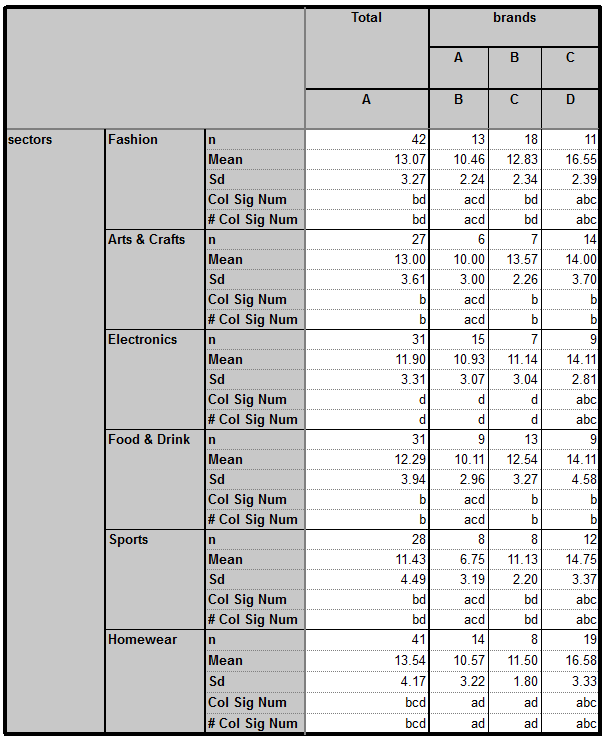 Total brands
A B C
A B C D
sectors Fashion n 42 13 18 11
Mean 13.07 10.46 12.83 16.55
Sd 3.27 2.24 2.34 2.39
Col Sig Num bd acd bd abc
# Col Sig Num bd acd bd abc
Arts & Crafts n 27 6 7 14
Mean 13.00 10.00 13.57 14.00
Sd 3.61 3.00 2.26 3.70
Col Sig Num b acd b b
# Col Sig Num b acd b b
Electronics n 31 15 7 9
Mean 11.90 10.93 11.14 14.11
Sd 3.31 3.07 3.04 2.81
Col Sig Num d d d abc
# Col Sig Num d d d abc
Food & Drink n 31 9 13 9
Mean 12.29 10.11 12.54 14.11
Sd 3.94 2.96 3.27 4.58
Col Sig Num b acd b b
# Col Sig Num b acd b b
Sports n 28 8 8 12
Mean 11.43 6.75 11.13 14.75
Sd 4.49 3.19 2.20 3.37
Col Sig Num bd acd bd abc
# Col Sig Num bd acd bd abc
Homewear n 41 14 8 19
Mean 13.54 10.57 11.50 16.58
Sd 4.17 3.22 1.80 3.33
Col Sig Num bcd ad ad abc
# Col Sig Num bcd ad ad abc